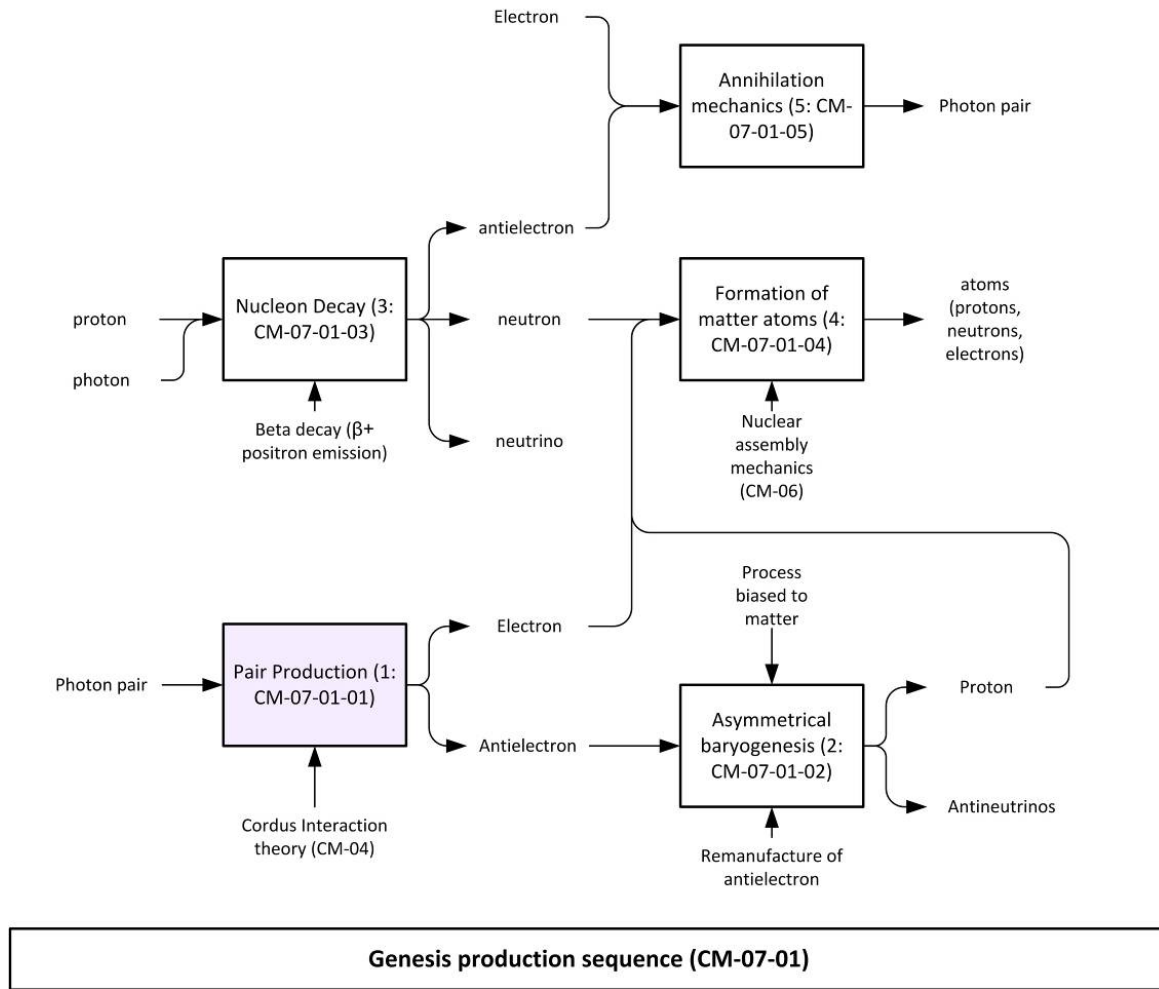 Electron
Annihilation
mechanics (5: CM-
07-01-05)
Photon pair
antielectron
Nucleon Decay (3:
CM-07-01-03)
proton
photon
neutron
Formation of
matter atoms (4:
CM-07-01-04)
atoms
(protons,
neutrons,
electrons)
Beta decay (β+
positron emission)
neutrino
Nuclear
assembly
mechanics
(CM-06)
Process
biased to
matter
Electron
Photon pair
Pair Production (1:
CM-07-01-01)
Antielectron
Asymmetrical
baryogenesis (2:
CM-07-01-02)
Proton
Antineutrinos
Cordus Interaction
theory (CM-04)
Remanufacture of
antielectron
Genesis production sequence (CM-07-01)